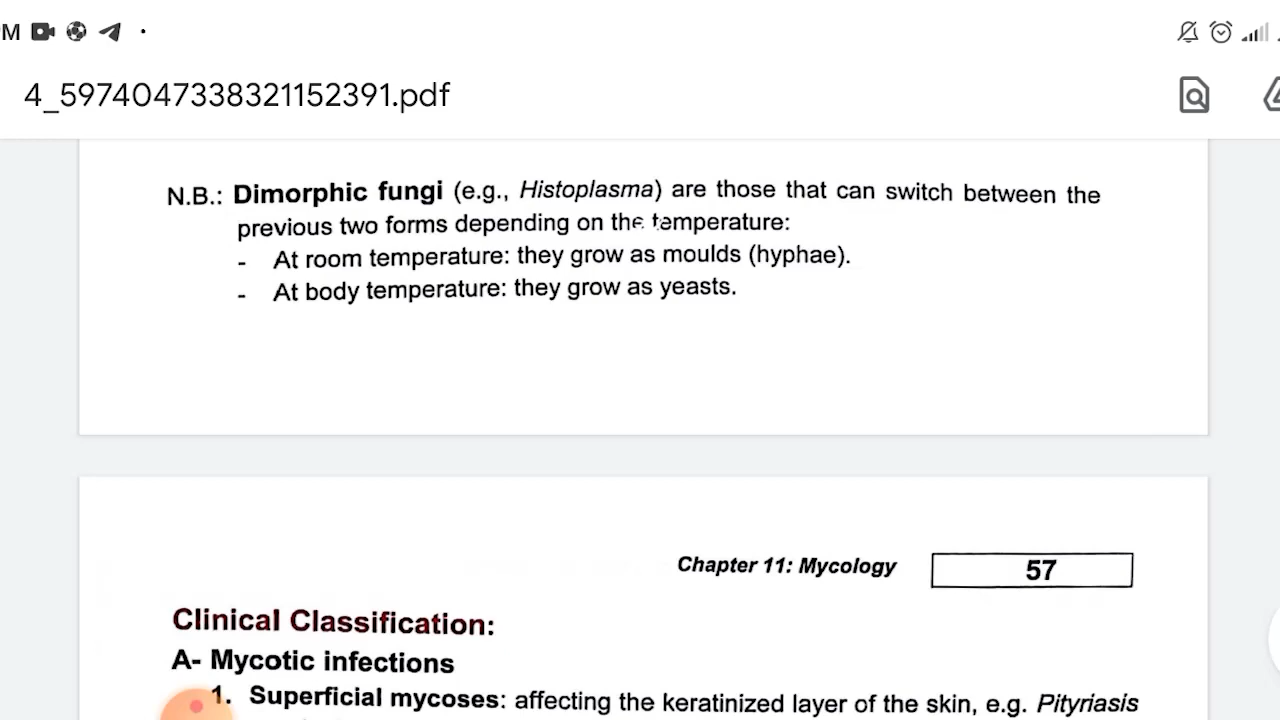 M
4_5974047338321152391.pdf
N.B.: Dimorphic fungi (e.g., Histoplasma) are those that can switch between the
previous two forms depending on the temperature:
- At room temperature: they grow as moulds (hyphae).
- At body temperature: they grow as yeasts.
Chapter 11: Mycology 57
Clinical Classification:
A- Mycotic infections
1. Superficial mycoses: affecting the keratinized layer of the skin, e.g. Pityriasis